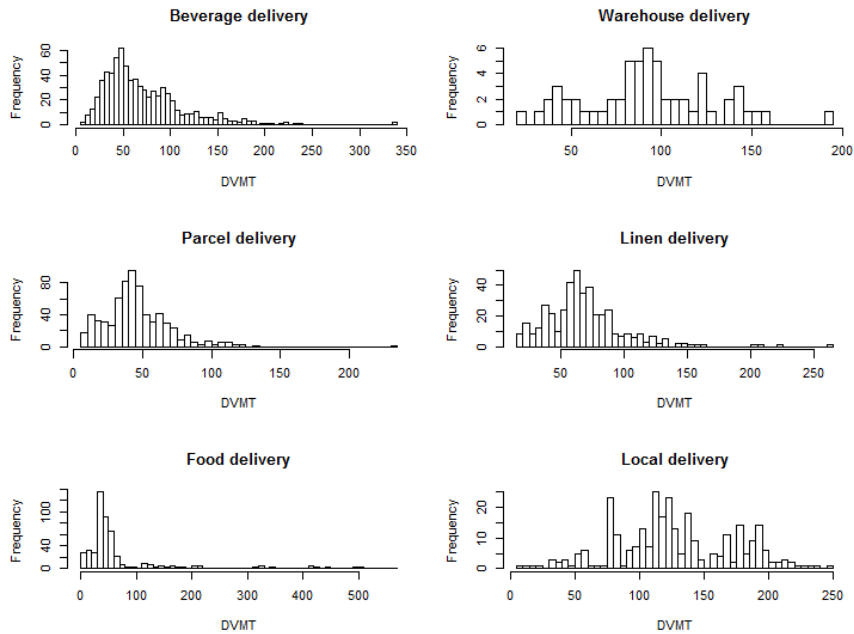 Beverage delivery
Frequency
0 20 40 60
0 50 100 150 200 250 300 350
DVMT
Warehouse delivery
Frequency
0 2 4 6
50 100 150 200
DVMT
Parcel delivery
Frequency
0 40 80
0 50 100 150 200
DVMT
Linen delivery
Frequency
0 20 40
50 100 150 200 250
DVMT
Food delivery
Frequency
0 40 100
0 100 200 300 400 500
DVMT
Local delivery
Frequency
0 10 20
0 50 100 150 200 250
DVMT